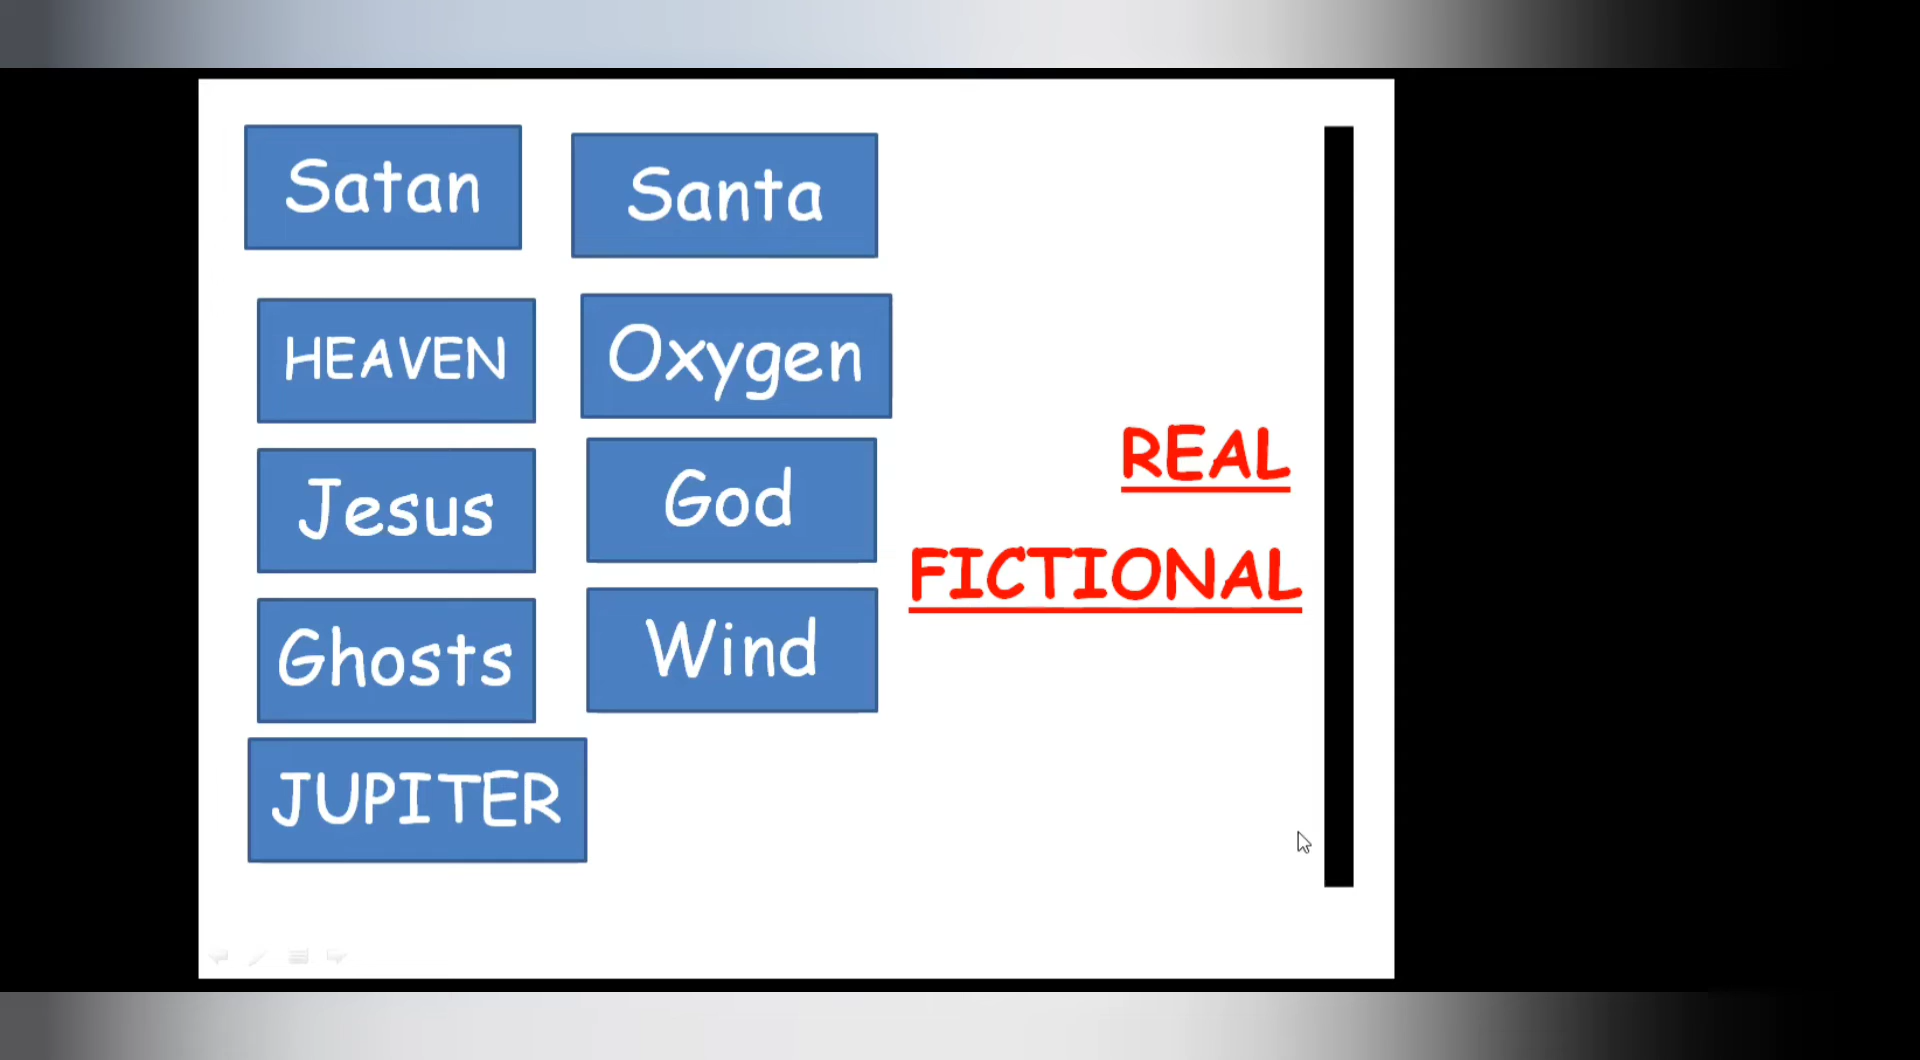 Satan
Santa
HEAVEN
Oxygen
Jesus
God
Ghosts
Wind
JUPITER
REAL
FICTIONAL